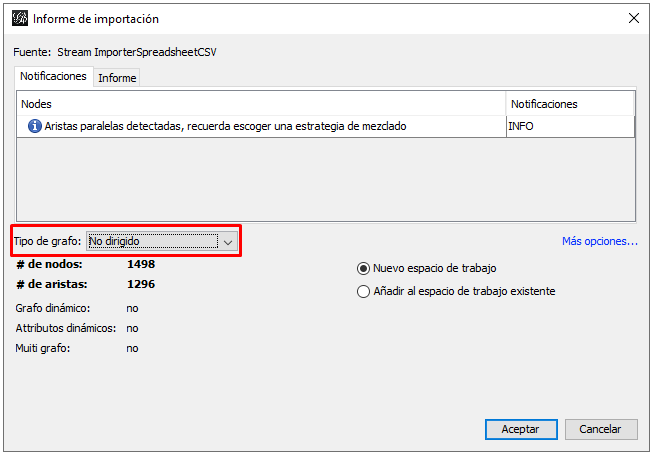 Informe de importación
Fuente: Stream ImporterSpreadsheetCSV
Notificaciones Informe
Nodes Notificaciones
Aristas paralelas detectadas, recuerda escoger una estrategia de mezclado INFO
Tipo de grafo: No dirigido Más opciones...
# de nodos: 1498
# de aristas: 1296
Grafo dinámico: no
Attributos dinámicos: no
Muiti grafo: no
Nuevo espacio de trabajo
Añadir al espacio de trabajo existente
Aceptar Cancelar